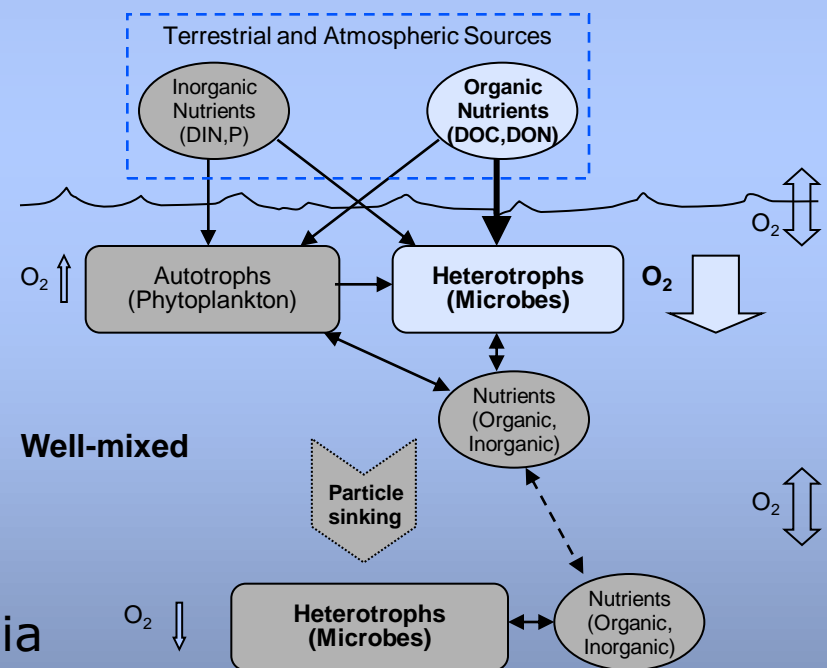 Terrestrial and Atmospheric Sources
Inorganic
Nutrients
(DIN,P)
Organic
Nutrients
(DOC,DON)
O₂
O₂
Autotrophs
(Phytoplankton)
Heterotrophs
(Microbes)
O₂
Nutrients
(Organic,
Inorganic)
Well-mixed
Particle
sinking
O₂
ia
O₂
Heterotrophs
(Microbes)
Nutrients
(Organic,
Inorganic)